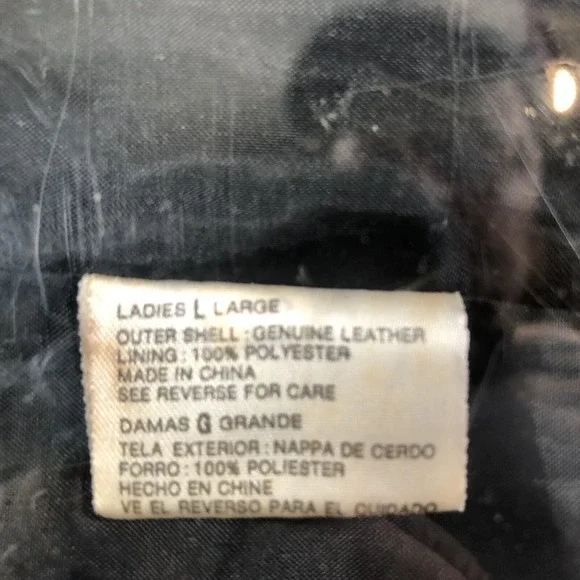 LADIES L LARGE
OUTER SHELL : GENUINE LEATHER
LINING : 100% POLYESTER
MADE IN CHINA
SEE REVERSE FOR CARE
DAMAS G GRANDE
TELA EXTERIOR : NAPPA DE CERDO
FORRO : 100% POLIESTER
HECHO EN CHINE
VE EL REVERSO PARA EL CUIDADO